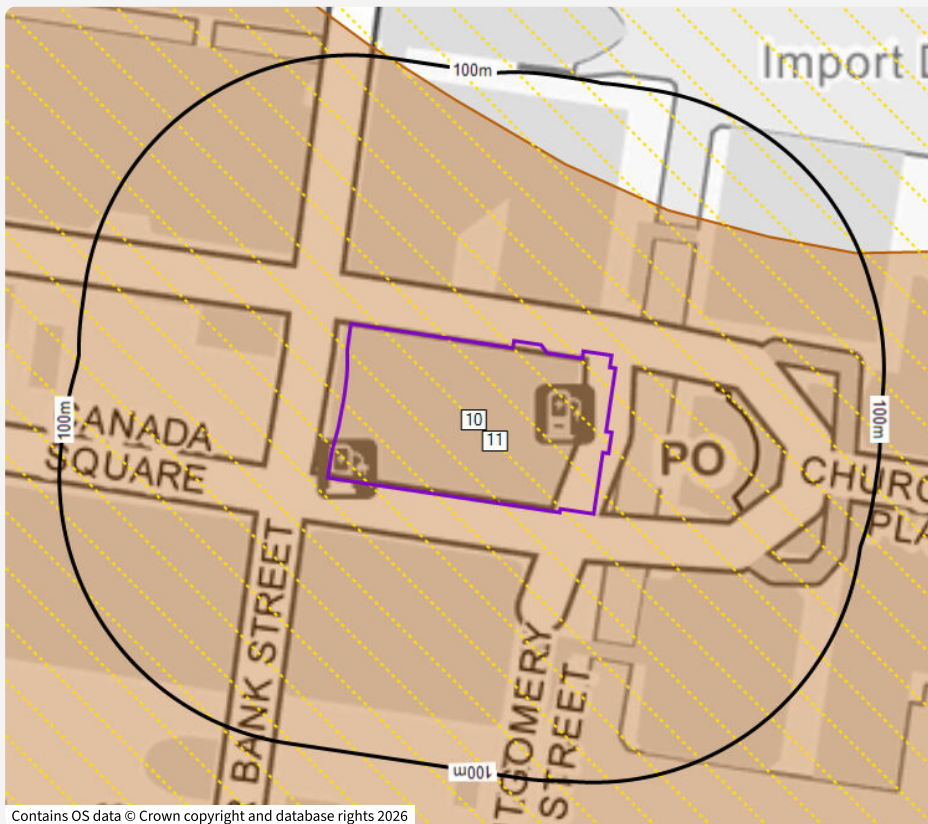 Import D
100m
100m
CANADA
SQUARE
10
11
PO
100m
CHURC
PLA
BANK STREET
TGOMERY
STREET
100m
Contains OS data © Crown copyright and database rights 2026